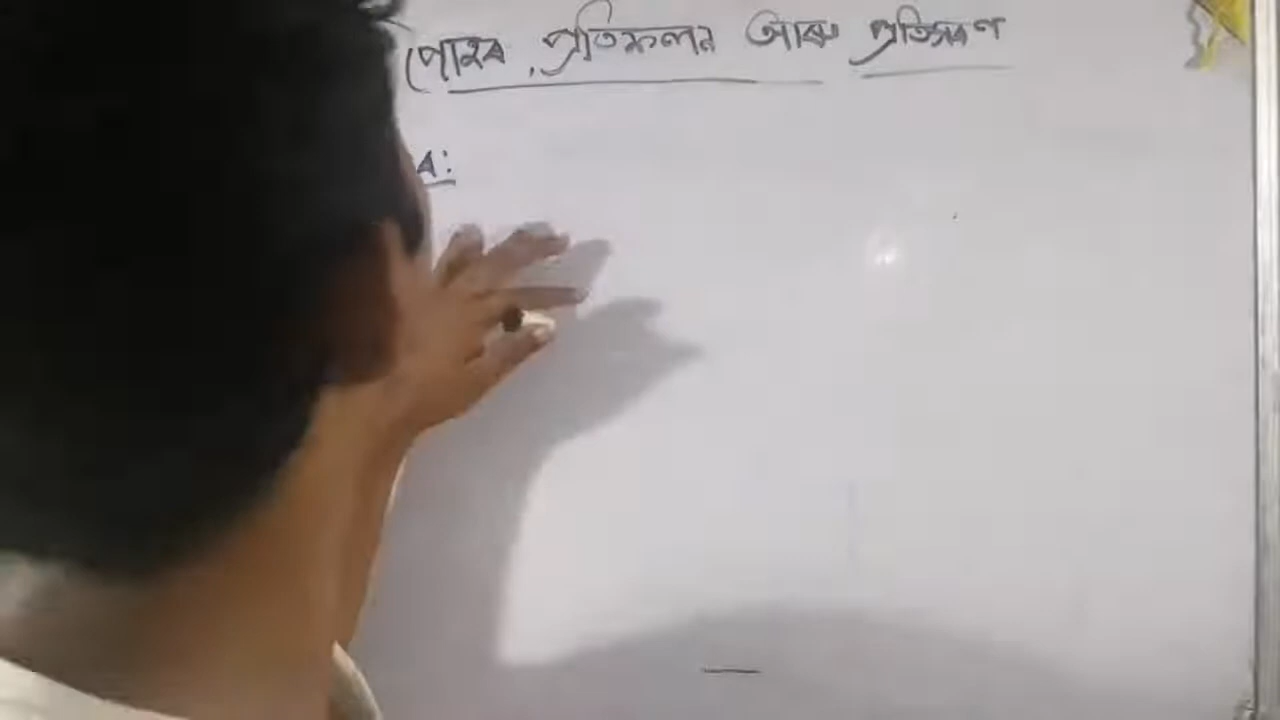 পোহৰ প্ৰতিফলন আৰু প্ৰতিসৰণ
ৰ: